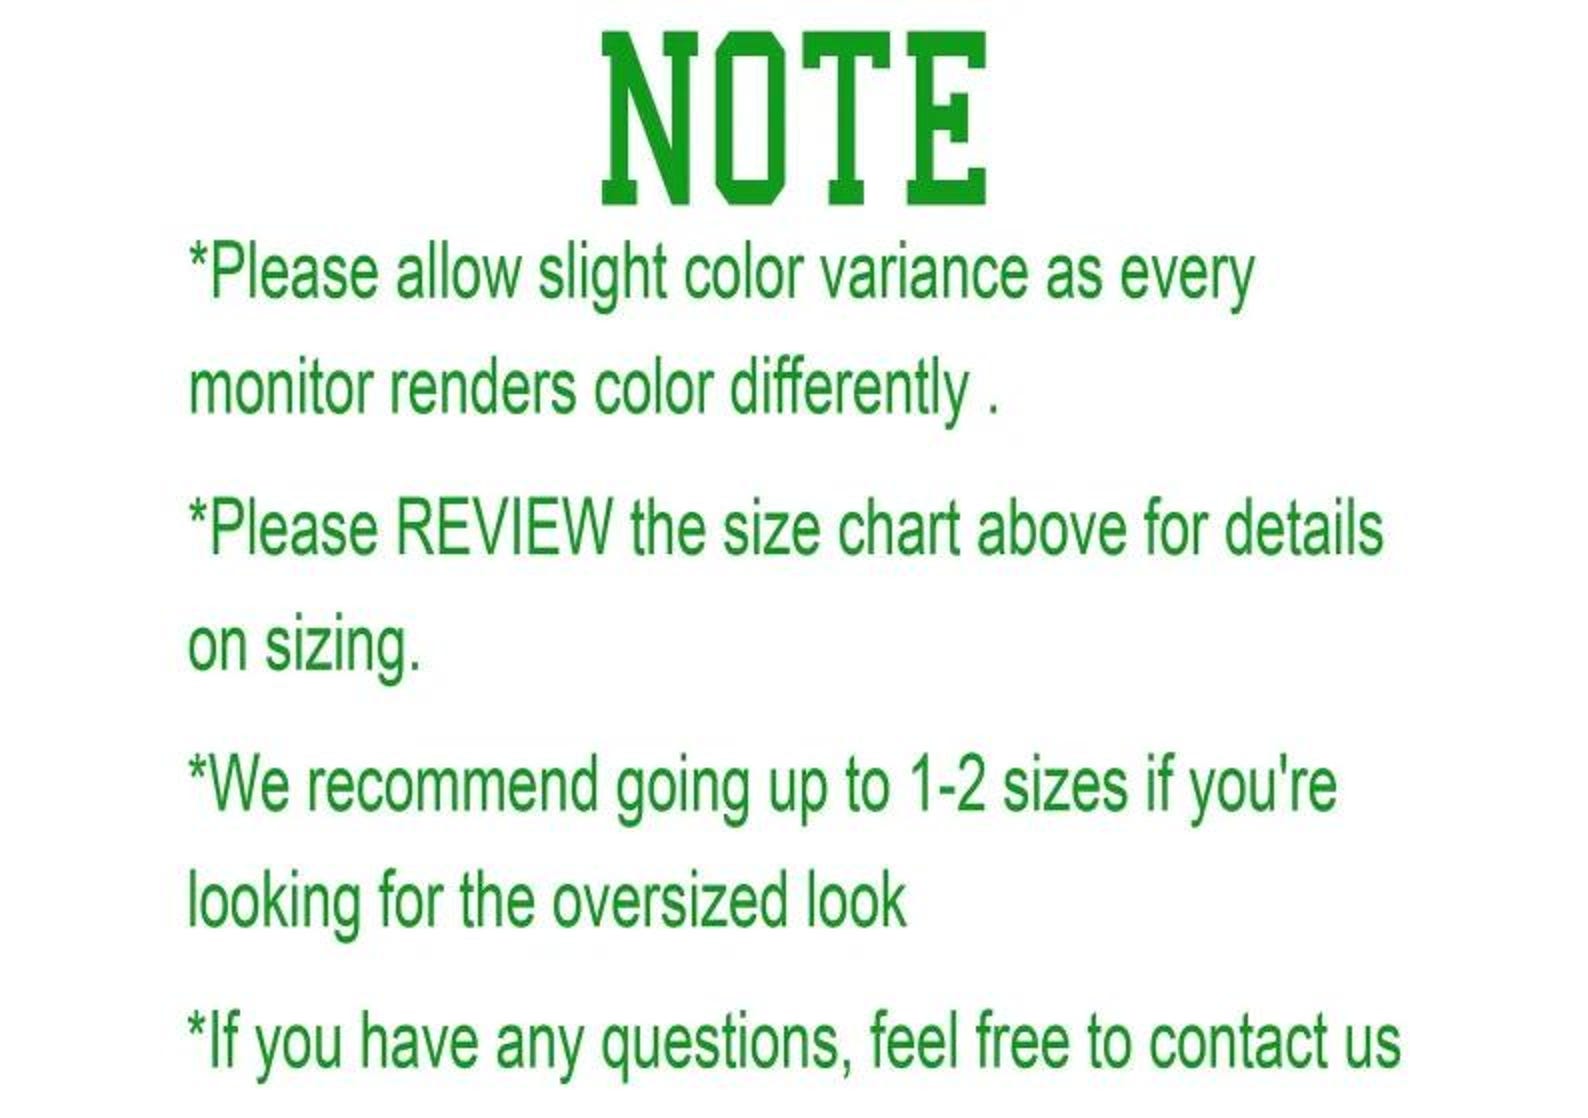 NOTE
*Please allow slight color variance as every
monitor renders color differently .
*Please REVIEW the size chart above for details
on sizing.
*We recommend going up to 1-2 sizes if you're
looking for the oversized look
*If you have any questions, feel free to contact us